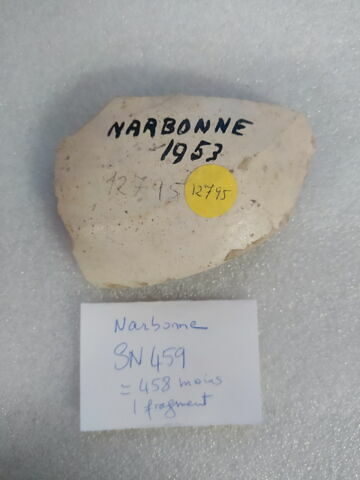 NARBONNE
1953
12795
12795
Narbonne
SN 459
= 458 moins
1 fragment